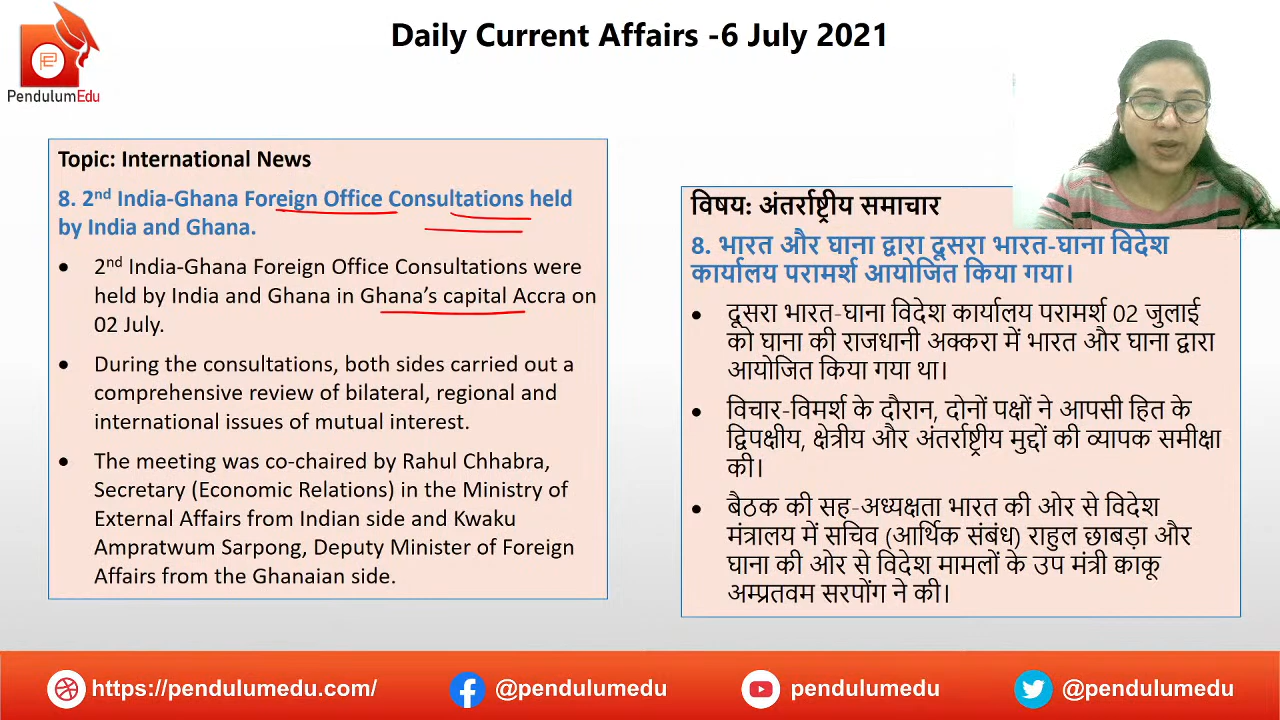 Daily Current Affairs -6 July 2021
PendulumEdu
Topic: International News
8. 2nd India-Ghana Foreign Office Consultations held
by India and Ghana.
• 2nd India-Ghana Foreign Office Consultations were
held by India and Ghana in Ghana's capital Accra on
02 July.
• During the consultations, both sides carried out a
comprehensive review of bilateral, regional and
international issues of mutual interest.
• The meeting was co-chaired by Rahul Chhabra,
Secretary (Economic Relations) in the Ministry of
External Affairs from Indian side and Kwaku
Ampratwum Sarpong, Deputy Minister of Foreign
Affairs from the Ghanaian side.
विषय: अंतर्राष्ट्रीय समाचार
8. भारत और घाना द्वारा दूसरा भारत-घाना विदेश
कार्यालय परामर्श आयोजित किया गया।
• दूसरा भारत-घाना विदेश कार्यालय परामर्श 02 जुलाई
को घाना की राजधानी अक्करा में भारत और घाना द्वारा
आयोजित किया गया था।
• विचार-विमर्श के दौरान, दोनों पक्षों ने आपसी हित के
द्विपक्षीय, क्षेत्रीय और अंतर्राष्ट्रीय मुद्दों की व्यापक समीक्षा
की।
• बैठक की सह-अध्यक्षता भारत की ओर से विदेश
मंत्रालय में सचिव (आर्थिक संबंध) राहुल छाबड़ा और
घाना की ओर से विदेश मामलों के उप मंत्री क्वाकू
अम्प्रतवम सरपोंग ने की।
https://pendulumedu.com/
@pendulumedu
pendulumedu
@pendulumedu